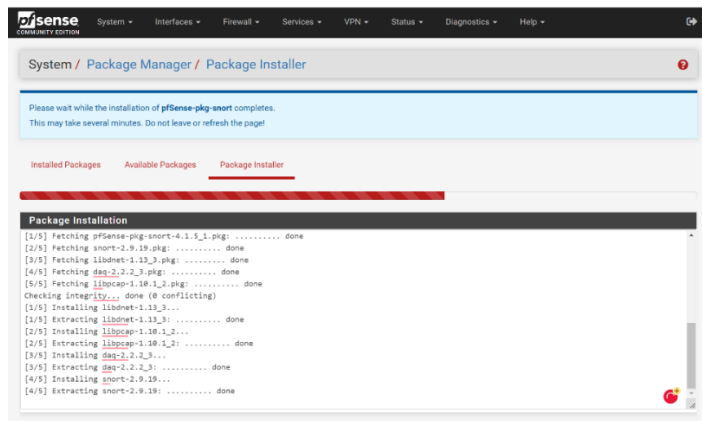 pfsense
COMMUNITY EDITION
System Interfaces Firewall Services VPN Status Diagnostics Help
System / Package Manager / Package Installer
Please wait while the installation of pfSense-pkg-snort completes.
This may take several minutes. Do not leave or refresh the page!
Installed Packages Available Packages Package Installer
Package Installation
[1/5] Fetching pfSense-pkg-snort-4.1.5_1.pkg: .......... done
[2/5] Fetching snort-2.9.19.pkg: .......... done
[3/5] Fetching libdnet-1.13_3.pkg: .......... done
[4/5] Fetching daq-2.2.2_3.pkg: .......... done
[5/5] Fetching libpcap-1.10.1_2.pkg: .......... done
Checking integrity... done (0 conflicting)
[1/5] Installing libdnet-1.13_3...
[1/5] Extracting libdnet-1.13_3: .......... done
[2/5] Installing libpcap-1.10.1_2...
[2/5] Extracting libpcap-1.10.1_2: .......... done
[3/5] Installing daq-2.2.2_3...
[3/5] Extracting daq-2.2.2_3: .......... done
[4/5] Installing snort-2.9.19...
[4/5] Extracting snort-2.9.19: .......... done